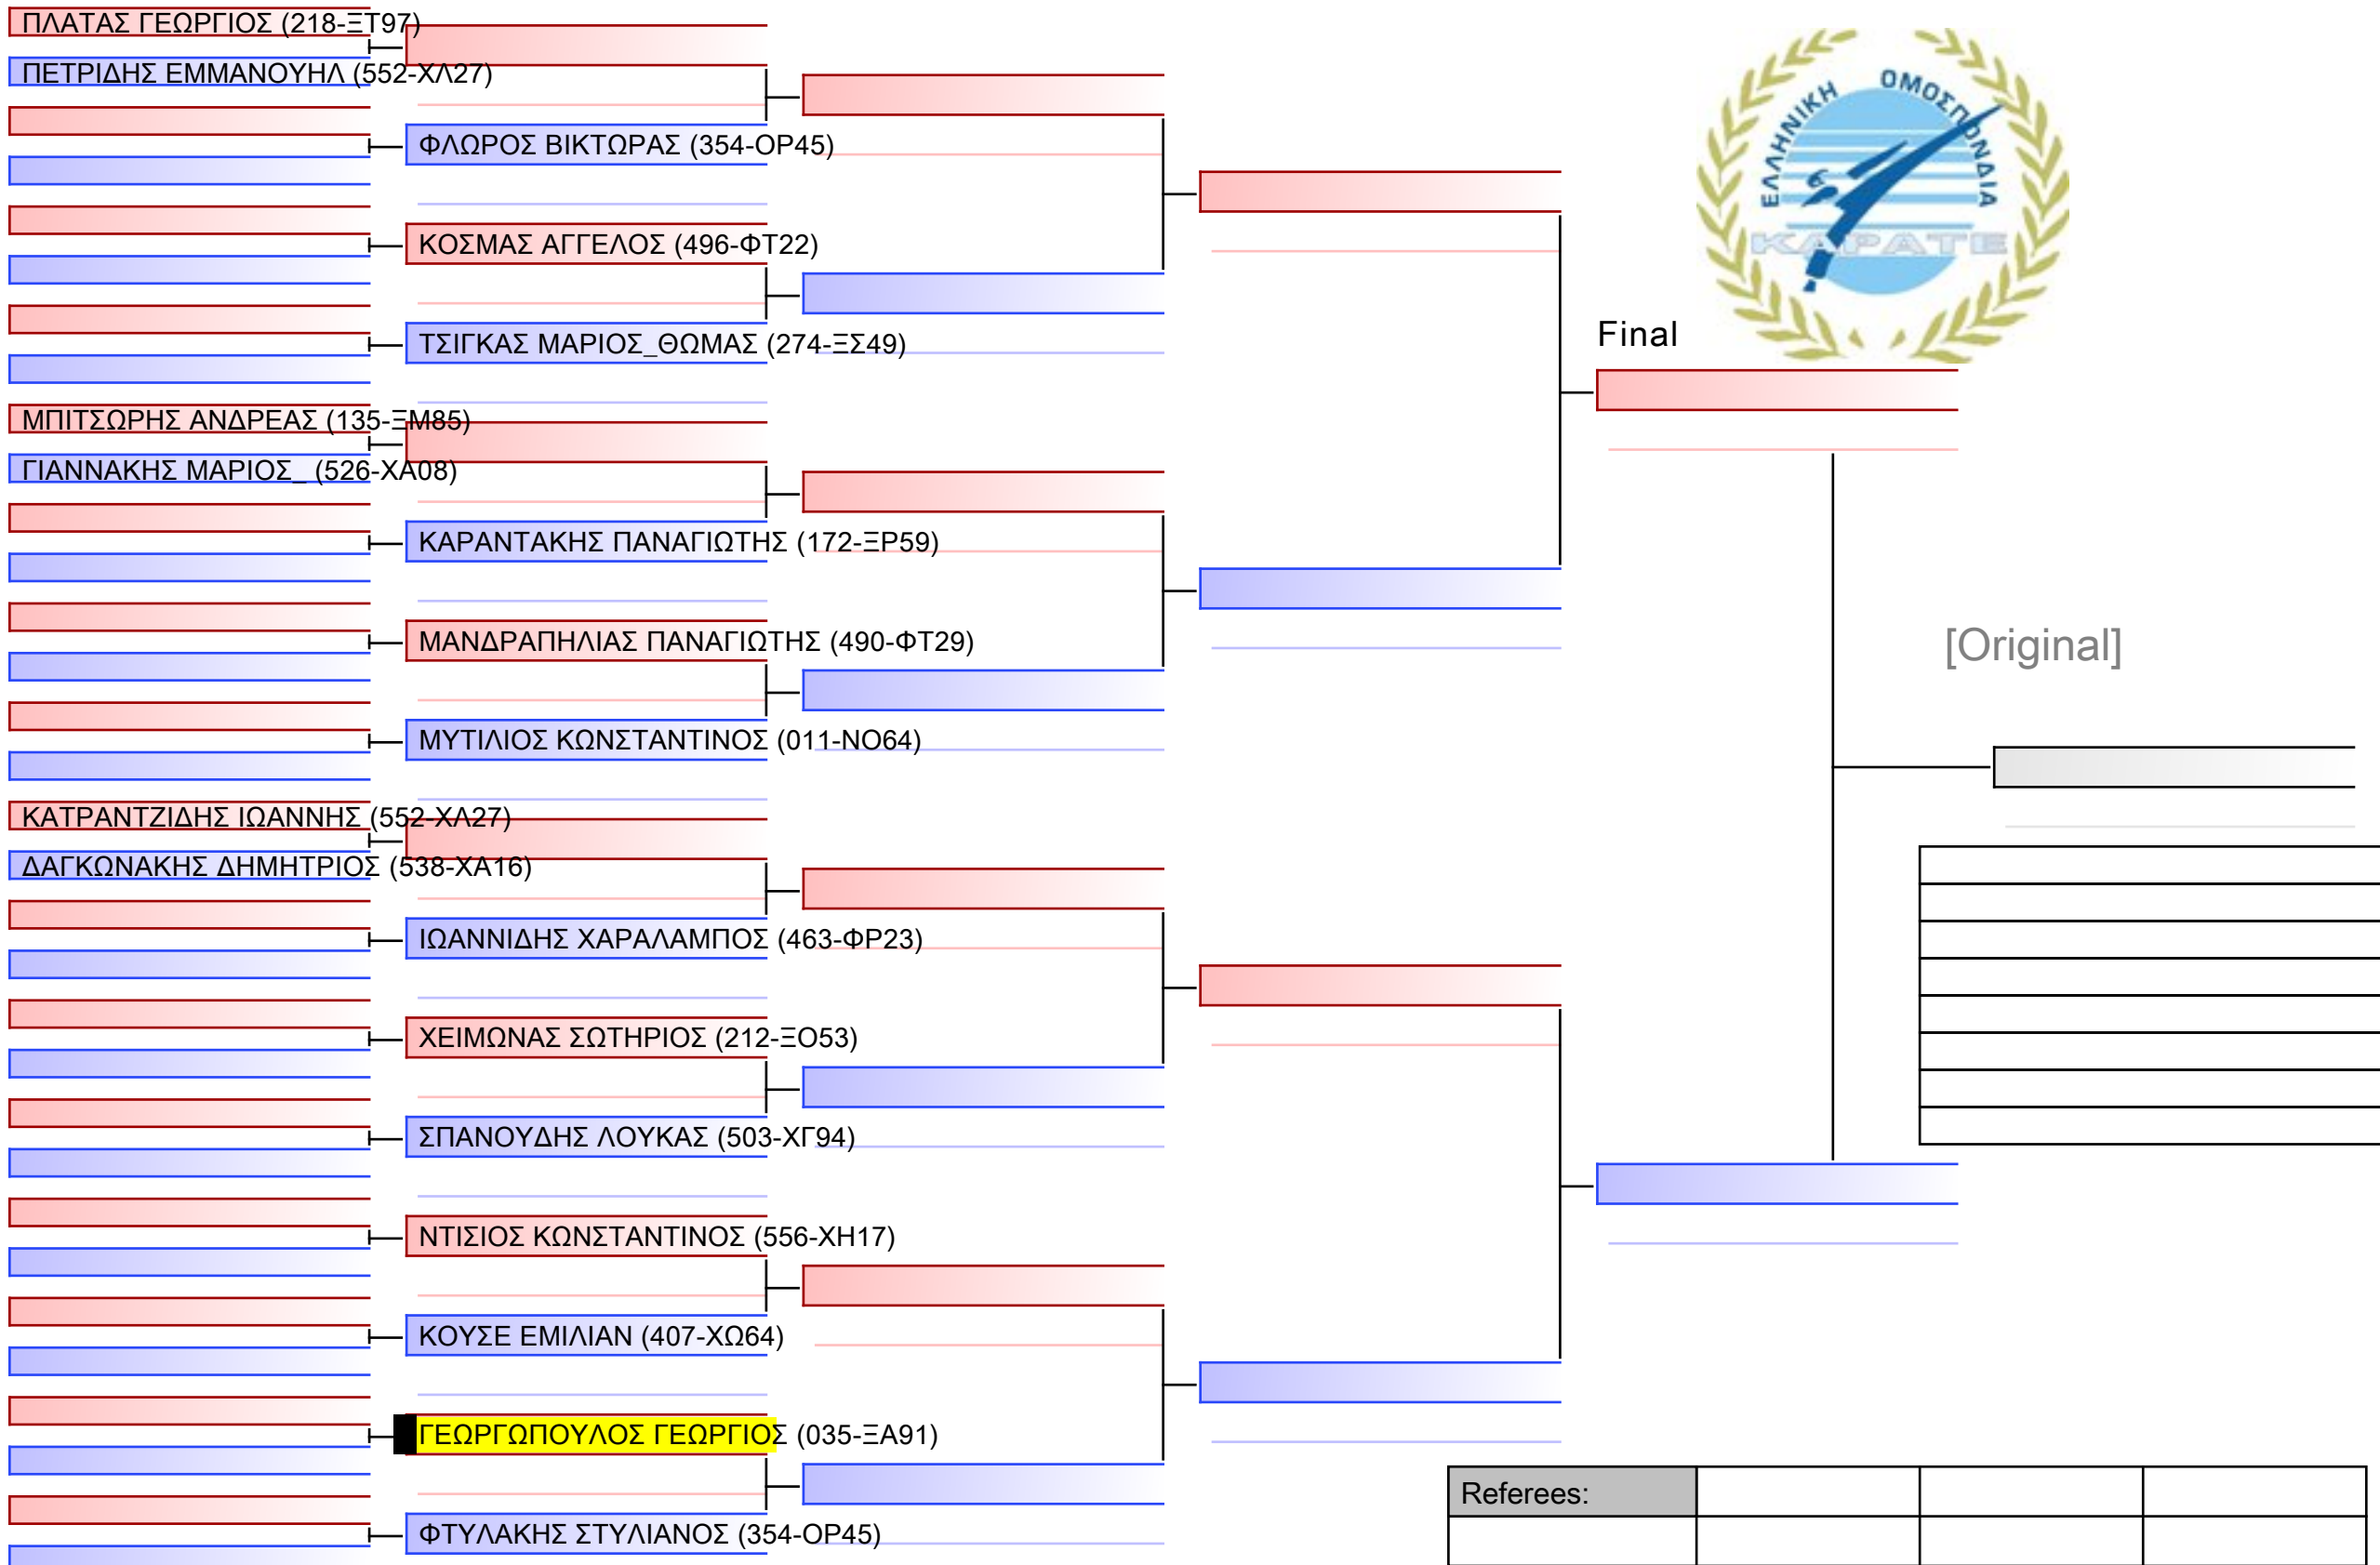 ΠΛΑΤΑΣ ΓΕΩΡΓΙΟΣ (218-ΞΤ97)
ΠΕΤΡΙΔΗΣ ΕΜΜΑΝΟΥΗΛ (552-ΧΛ27)
ΦΛΩΡΟΣ ΒΙΚΤΩΡΑΣ (354-ΟΡ45)
ΚΟΣΜΑΣ ΑΓΓΕΛΟΣ (496-ΦΤ22)
ΤΣΙΓΚΑΣ ΜΑΡΙΟΣ_ΘΩΜΑΣ (274-ΞΣ49)
ΜΠΙΤΣΩΡΗΣ ΑΝΔΡΕΑΣ (135-ΞΜ85)
ΓΙΑΝΝΑΚΗΣ ΜΑΡΙΟΣ_ (526-ΧΑ08)
ΚΑΡΑΝΤΑΚΗΣ ΠΑΝΑΓΙΩΤΗΣ (172-ΞΡ59)
ΜΑΝΔΡΑΠΗΛΙΑΣ ΠΑΝΑΓΙΩΤΗΣ (490-ΦΤ29)
ΜΥΤΙΛΙΟΣ ΚΩΝΣΤΑΝΤΙΝΟΣ (011-ΝΟ64)
ΚΑΤΡΑΝΤΖΙΔΗΣ ΙΩΑΝΝΗΣ (552-ΧΛ27)
ΔΑΓΚΩΝΑΚΗΣ ΔΗΜΗΤΡΙΟΣ (538-ΧΑ16)
ΙΩΑΝΝΙΔΗΣ ΧΑΡΑΛΑΜΠΟΣ (463-ΦΡ23)
ΧΕΙΜΩΝΑΣ ΣΩΤΗΡΙΟΣ (212-ΞΟ53)
ΣΠΑΝΟΥΔΗΣ ΛΟΥΚΑΣ (503-ΧΓ94)
ΝΤΙΣΙΟΣ ΚΩΝΣΤΑΝΤΙΝΟΣ (556-ΧΗ17)
ΚΟΥΣΕ ΕΜΙΛΙΑΝ (407-ΧΩ64)
ΓΕΩΡΓΩΠΟΥΛΟΣ ΓΕΩΡΓΙΟΣ (035-ΞΑ91)
ΦΤΥΛΑΚΗΣ ΣΤΥΛΙΑΝΟΣ (354-ΟΡ45)
ΕΛΛΗΝΙΚΗ ΟΜΟΣΠΟΝΔΙΑ
ΚΑΡΑΤΕ
Final
[Original]
Referees: